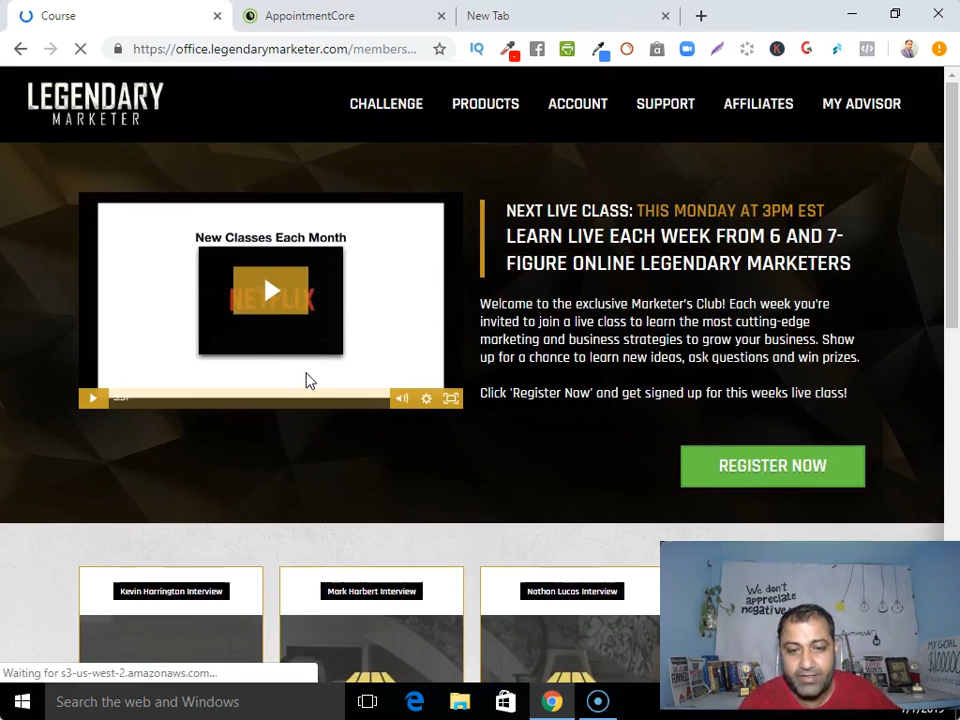 Course
AppointmentCore
New Tab
https://office.legendarymarketer.com/members...
LEGENDARY
MARKETER
CHALLENGE
PRODUCTS
ACCOUNT
SUPPORT
AFFILIATES
MY ADVISOR
New Classes Each Month
NETFLIX
NEXT LIVE CLASS: THIS MONDAY AT 3PM EST
LEARN LIVE EACH WEEK FROM 6 AND 7-
FIGURE ONLINE LEGENDARY MARKETERS
Welcome to the exclusive Marketer's Club! Each week you're
invited to join a live class to learn the most cutting-edge
marketing and business strategies to grow your business. Show
up for a chance to learn new ideas, ask questions and win prizes.
Click 'Register Now' and get signed up for this weeks live class!
REGISTER NOW
Kevin Harrington Interview
Mark Harbert Interview
Nathan Lucas Interview
We don't
appreciate
negative
MY GOAL
Waiting for s3-us-west-2.amazonaws.com...
Search the web and Windows